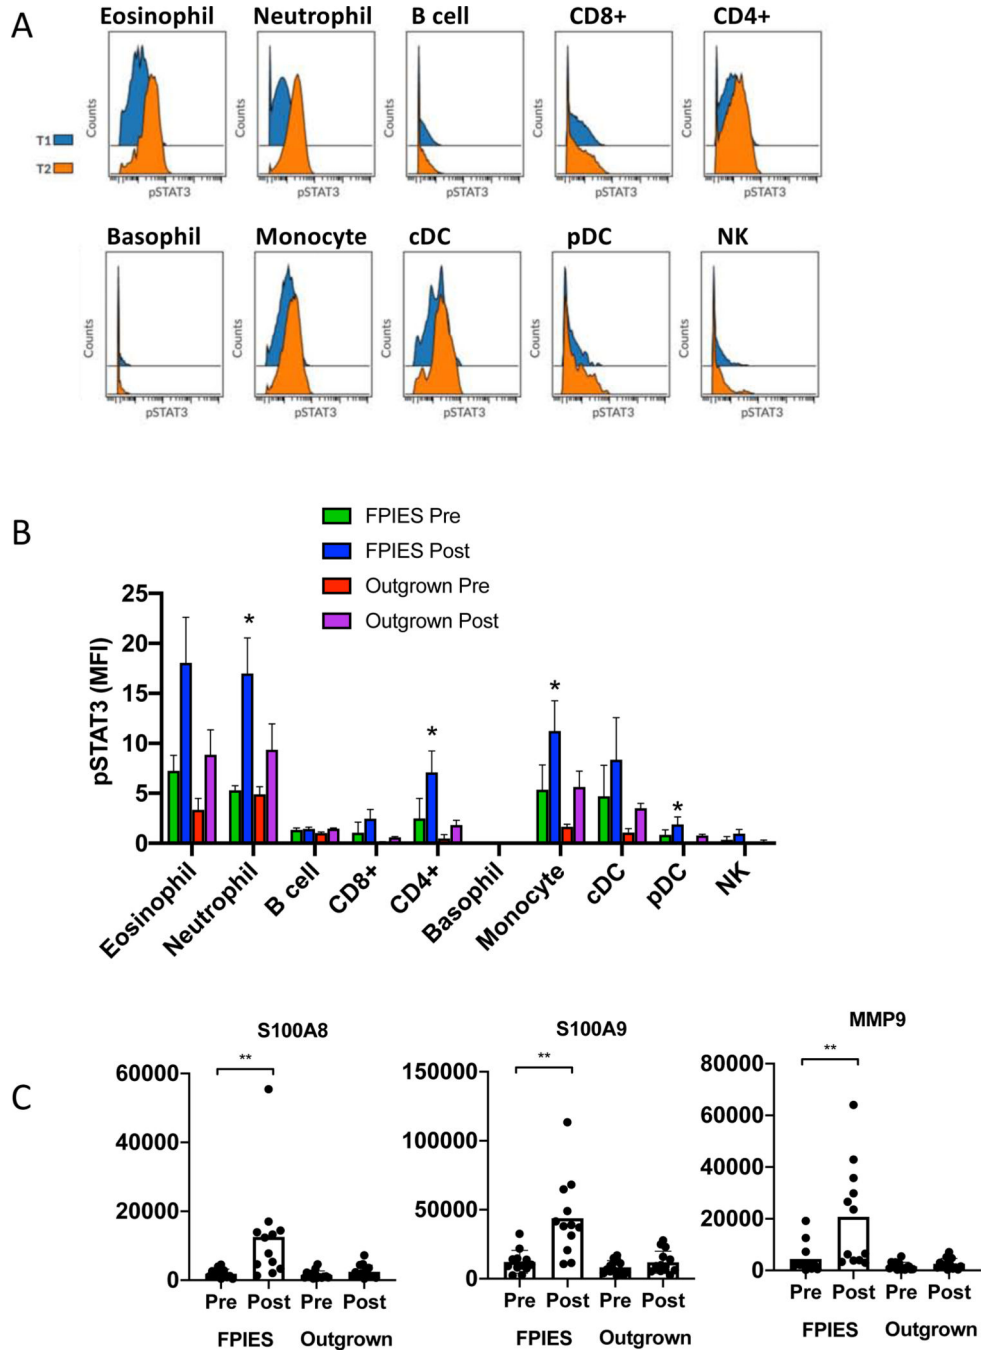 A
Eosinophil Neutrophil B cell CD8+ CD4+
Counts Counts Counts Counts Counts
T1
T2
pSTAT3 pSTAT3 pSTAT3 pSTAT3 pSTAT3
Basophil Monocyte cDC pDC NK
Counts Counts Counts Counts Counts
pSTAT3 pSTAT3 pSTAT3 pSTAT3 pSTAT3
B
FPIES Pre
FPIES Post
Outgrown Pre
Outgrown Post
pSTAT3 (MFI)
25
20
15
10
5
0
* * * *
Eosinophil Neutrophil B cell CD8+ CD4+ Basophil Monocyte cDC pDC NK
C
S100A8
**
60000
40000
20000
0
Pre Post Pre Post
FPIES Outgrown
S100A9
**
150000
100000
50000
0
Pre Post Pre Post
FPIES Outgrown
MMP9
**
80000
60000
40000
20000
0
Pre Post Pre Post
FPIES Outgrown